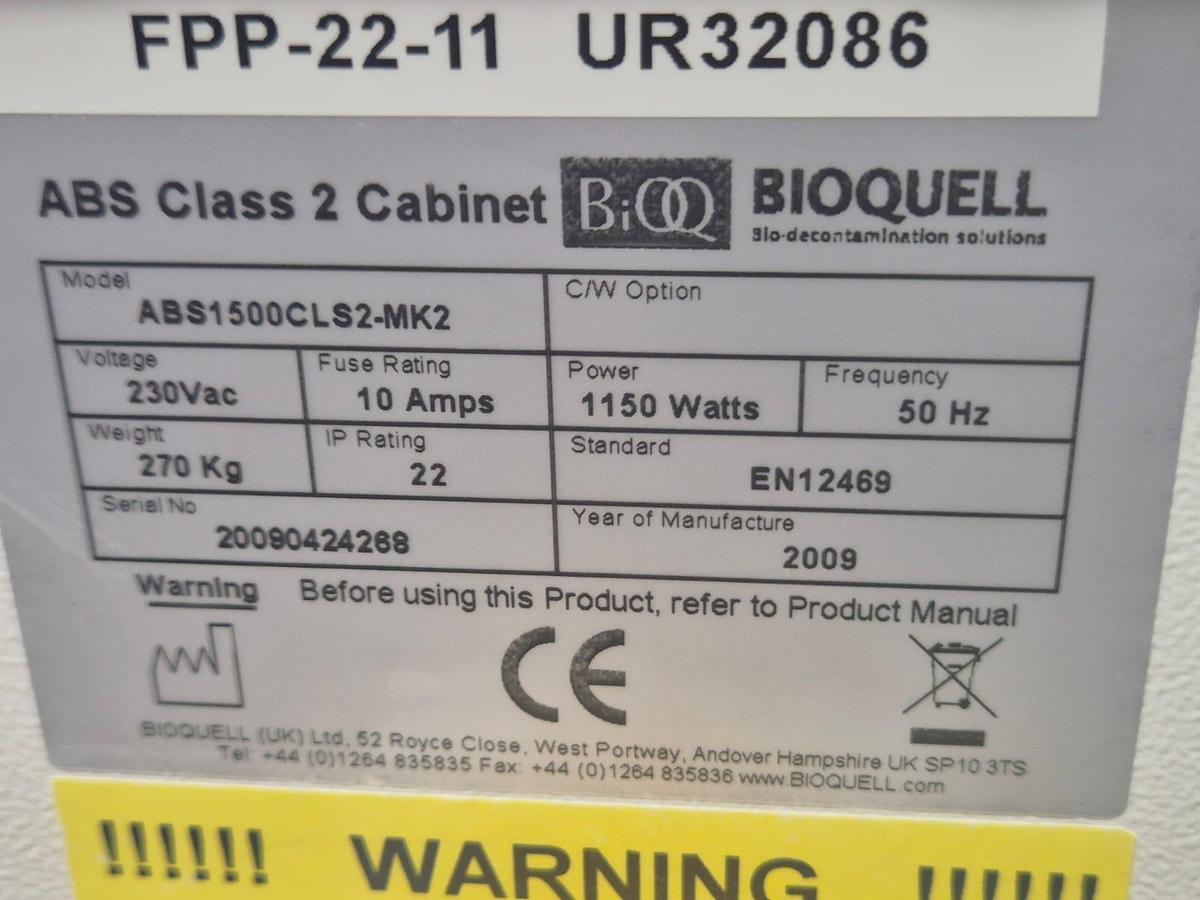 FPP-22-11 UR32086
ABS Class 2 Cabinet BiOQ BIOQUELL
Bio-decontamination solutions
Model C/W Option
ABS1500CLS2-MK2
Voltage Fuse Rating Power Frequency
230Vac 10 Amps 1150 Watts 50 Hz
Weight IP Rating Standard
270 Kg 22 EN12469
Serial No Year of Manufacture
20090424268 2009
Warning Before using this Product, refer to Product Manual
CE
BIOQUELL (UK) Ltd, 52 Royce Close, West Portway, Andover Hampshire UK SP10 3TS
Tel: +44 (0)1264 835835 Fax: +44 (0)1264 835836 www.BIOQUELL.com
!!!!!! WARNING !!!!!!